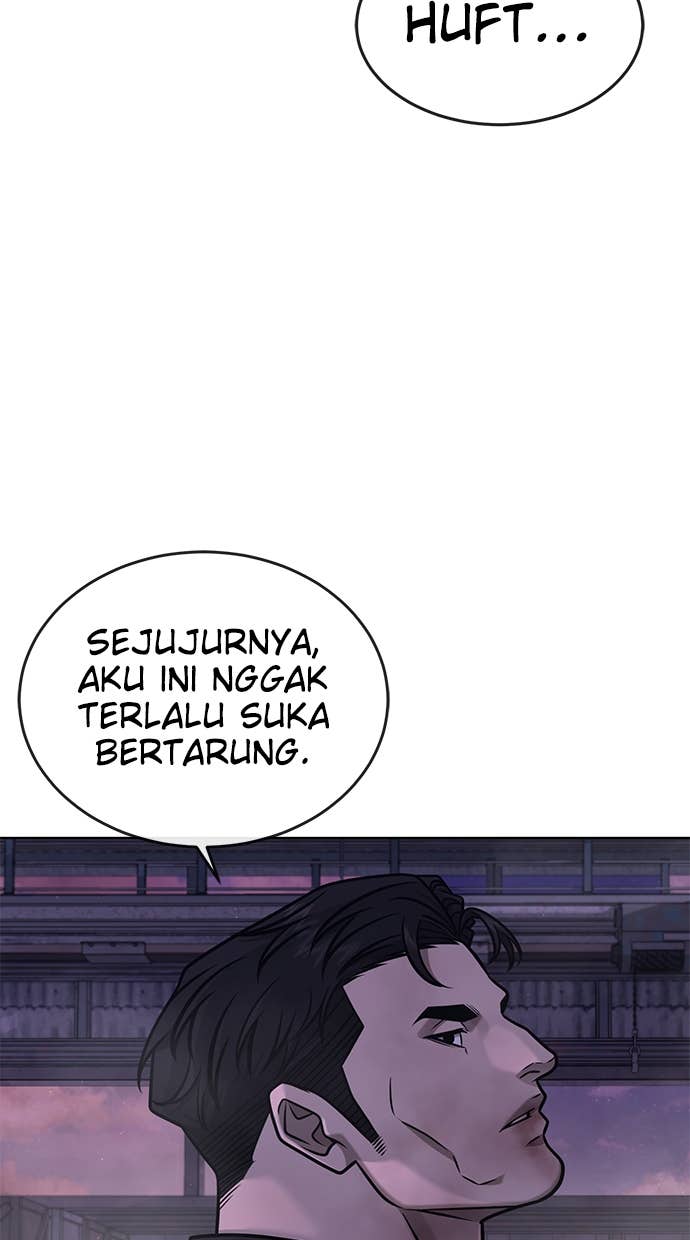 HUFT...
SEJUJURNYA,
AKU INI NGGAK
TERLALU SUKA
BERTARUNG.